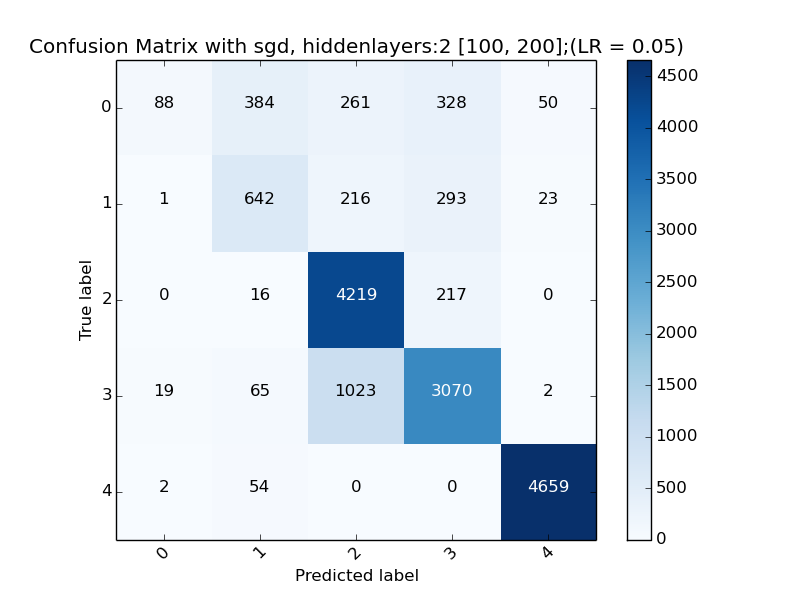 Confusion Matrix with sgd, hiddenlayers:2 [100, 200];(LR = 0.05)
0 88 384 261 328 50
1 1 642 216 293 23
2 0 16 4219 217 0
3 19 65 1023 3070 2
4 2 54 0 0 4659
0 1 2 3 4
True label
Predicted label
4500
4000
3500
3000
2500
2000
1500
1000
500
0